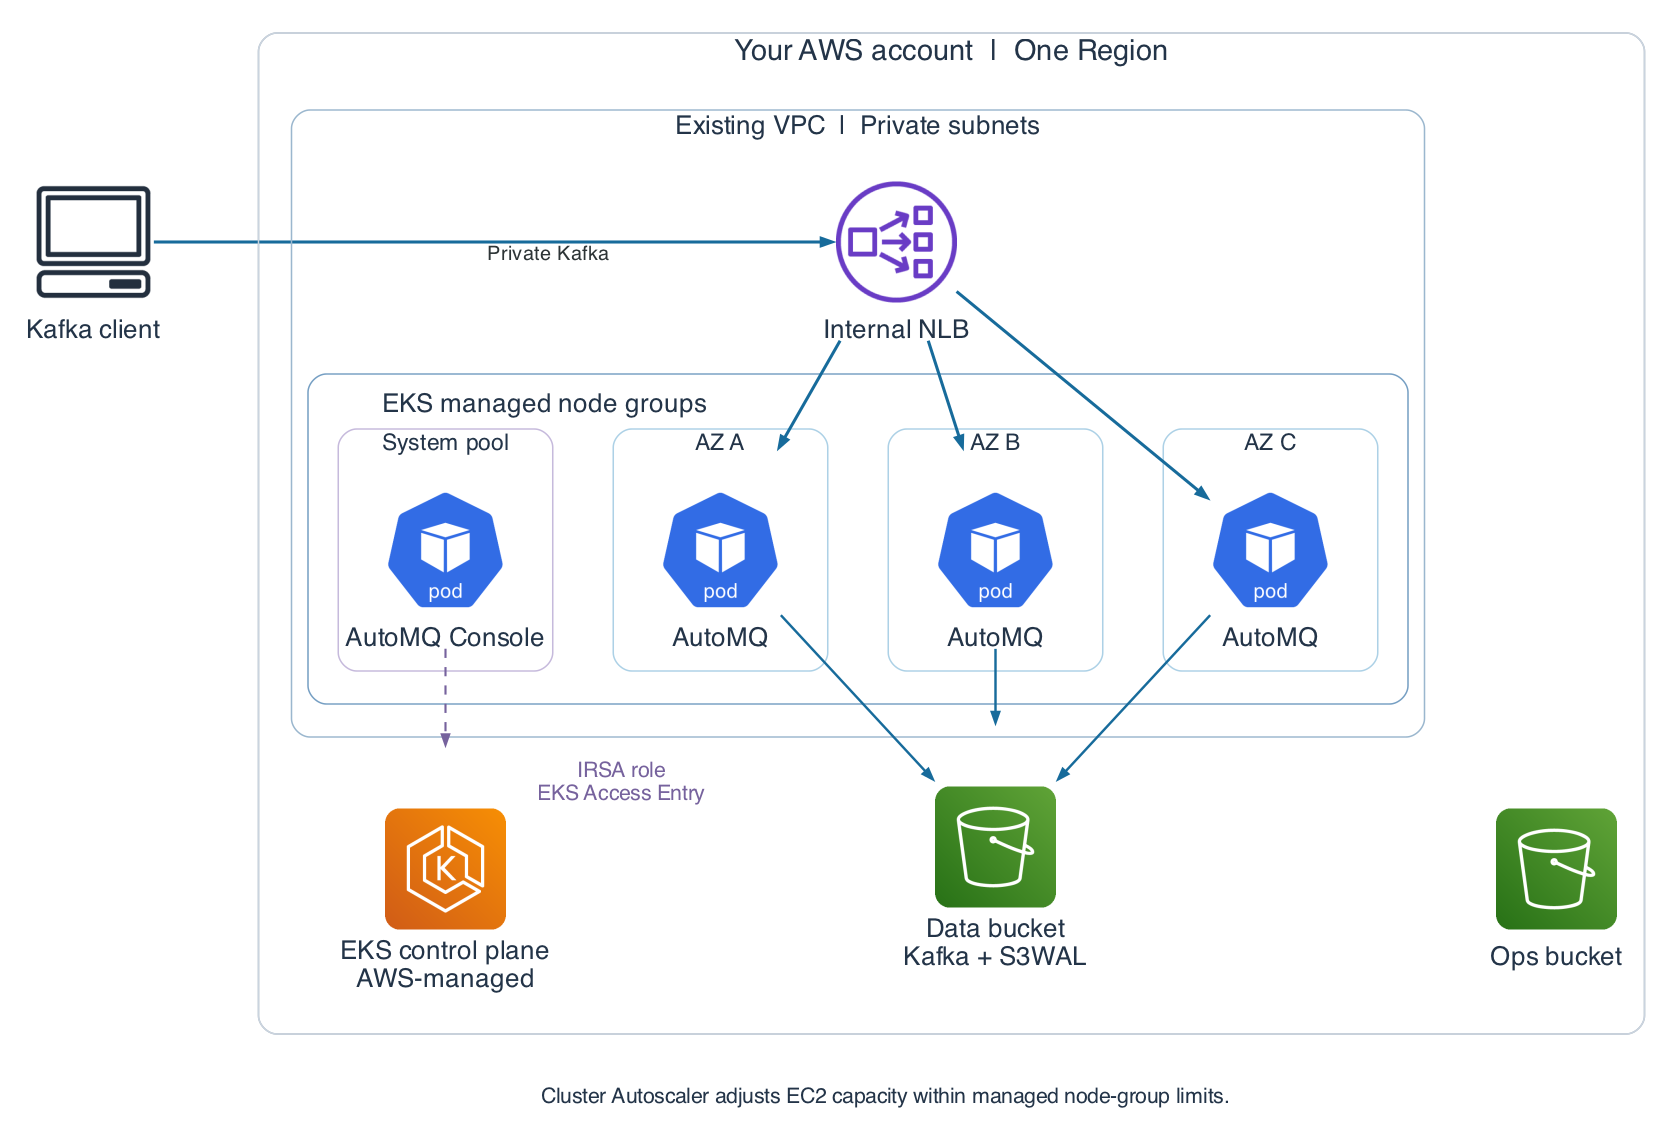 Your AWS account | One Region
Existing VPC | Private subnets
Private Kafka
Kafka client
Internal NLB
EKS managed node groups
System pool
AZ A
AZ B
AZ C
pod
pod
pod
pod
AutoMQ Console
AutoMQ
AutoMQ
AutoMQ
IRSA role
EKS Access Entry
K
EKS control plane
AWS-managed
Data bucket
Kafka + S3WAL
Ops bucket
Cluster Autoscaler adjusts EC2 capacity within managed node-group limits.